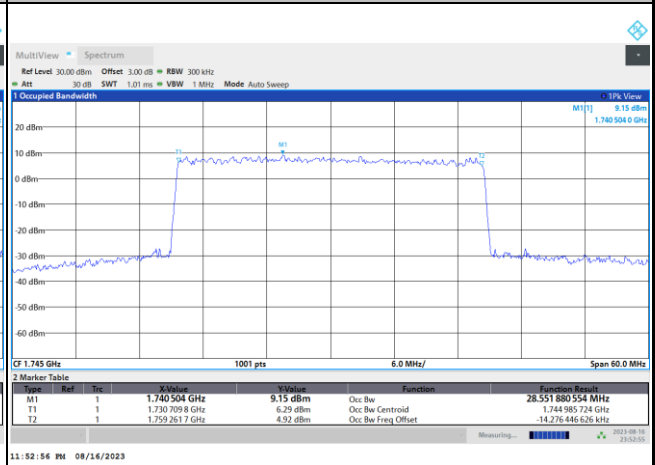 MultiView Spectrum
Ref Level 30.00 dBm Offset 3.00 dB RBW 300 kHz
Att 30 dB SWT 1.01 ms VBW 1 MHz Mode Auto Sweep
1 Occupied Bandwidth 1Pk View
M1[1] 9.15 dBm
1.740 504 0 GHz
20 dBm
M1
10 dBm
T1
T2
0 dBm
-10 dBm
-20 dBm
-30 dBm
-40 dBm
-50 dBm
-60 dBm
CF 1.745 GHz 1001 pts 6.0 MHz/ Span 60.0 MHz
2 Marker Table
Type Ref Trc X-Value Y-Value Function Function Result
M1 1 1.740 504 GHz 9.15 dBm Occ Bw 28.551 880 554 MHz
T1 1 1.730 709 8 GHz 6.29 dBm Occ Bw Centroid 1.744 985 724 GHz
T2 1 1.759 261 7 GHz 4.92 dBm Occ Bw Freq Offset -14.276 446 626 kHz
Measuring... 2023-08-16
23:52:55
11:52:56 PM 08/16/2023